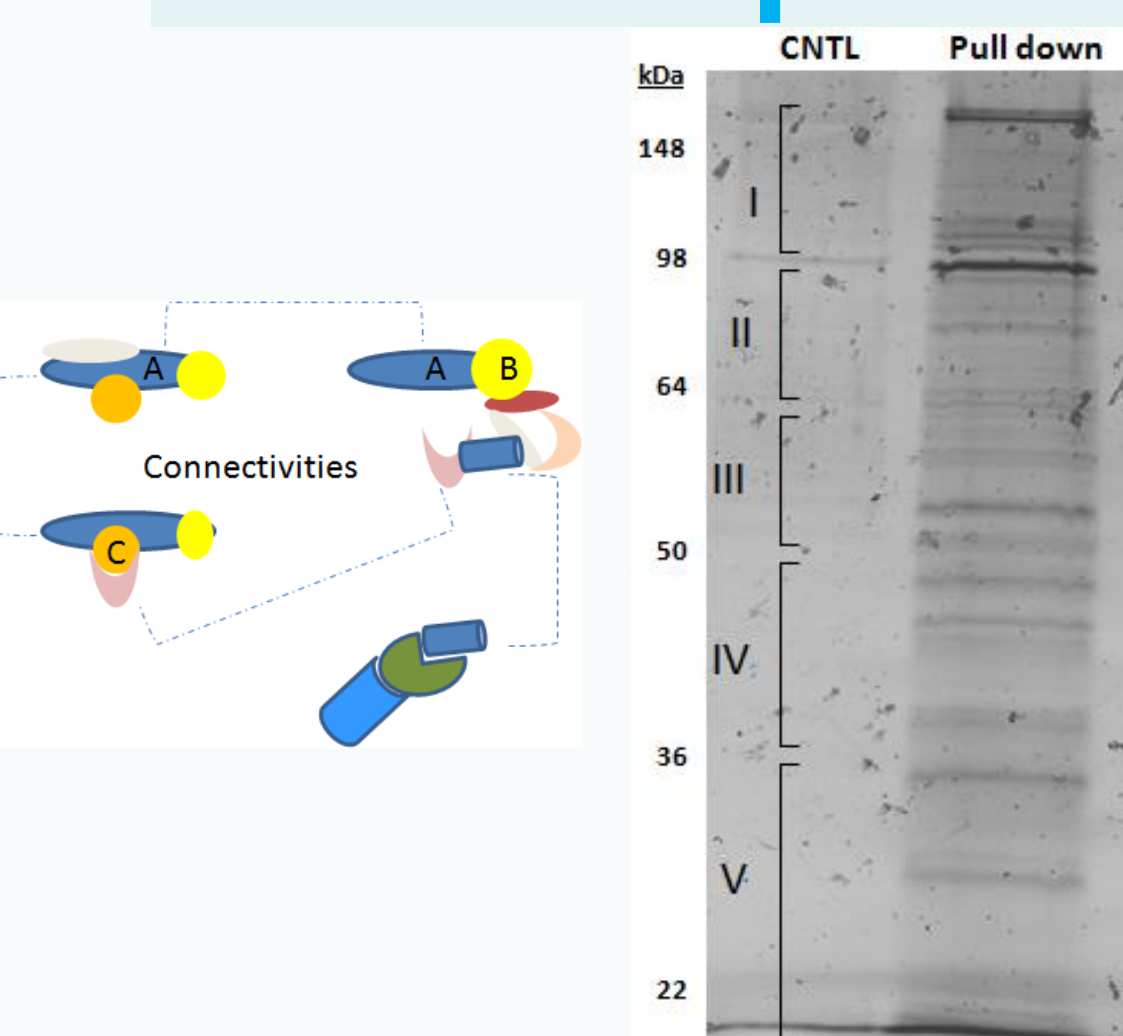 CNTL Pull down
kDa
148
I
98
II
64
III
50
IV
36
V
22
A
A B
Connectivities
C